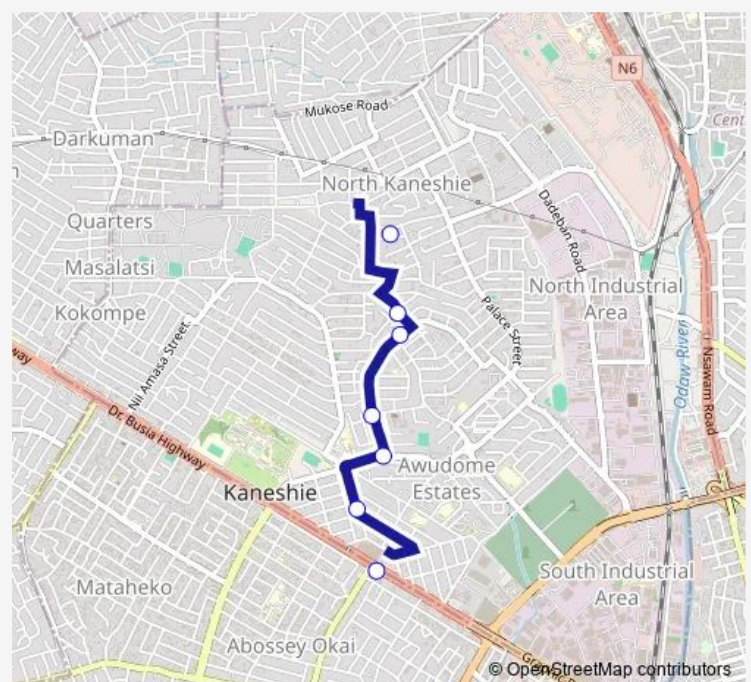 N6
Cent
Mukose Road
Darkuman
North Kaneshie
Quarters
Dadeban Road
Masalatsi
North Industrial
Area
Kokompe
Palace Street
Odaw River
Nsawam Road
Nii Amasa Street
way
Dr. Busia Highway
Awudome
Estates
Kaneshie
South Industrial
Area
Mataheko
Abossey Okai
© OpenStreetMap contributors